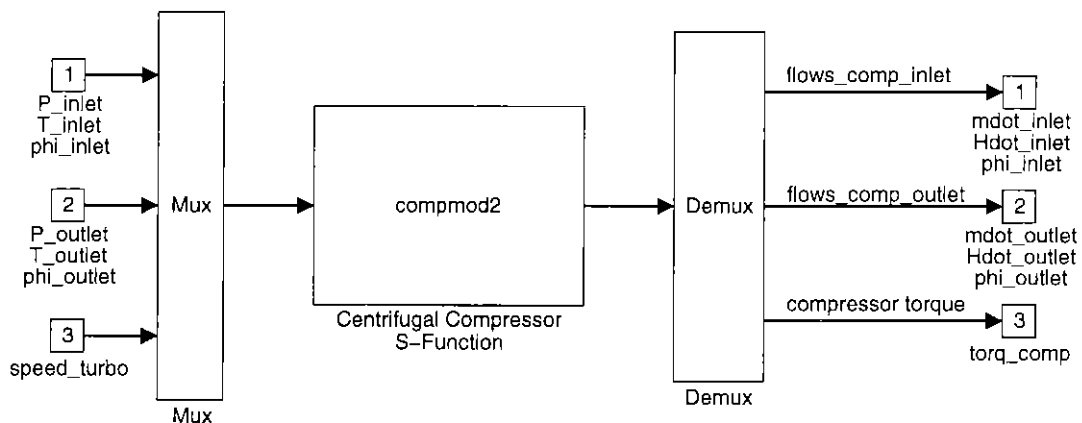 1
P_inlet
T_inlet
phi_inlet
2
P_outlet
T_outlet
phi_outlet
3
speed_turbo
Mux
Mux
compmod2
Centrifugal Compressor
S-Function
Demux
Demux
flows_comp_inlet
flows_comp_outlet
compressor torque
1
mdot_inlet
Hdot_inlet
phi_inlet
2
mdot_outlet
Hdot_outlet
phi_outlet
3
torq_comp